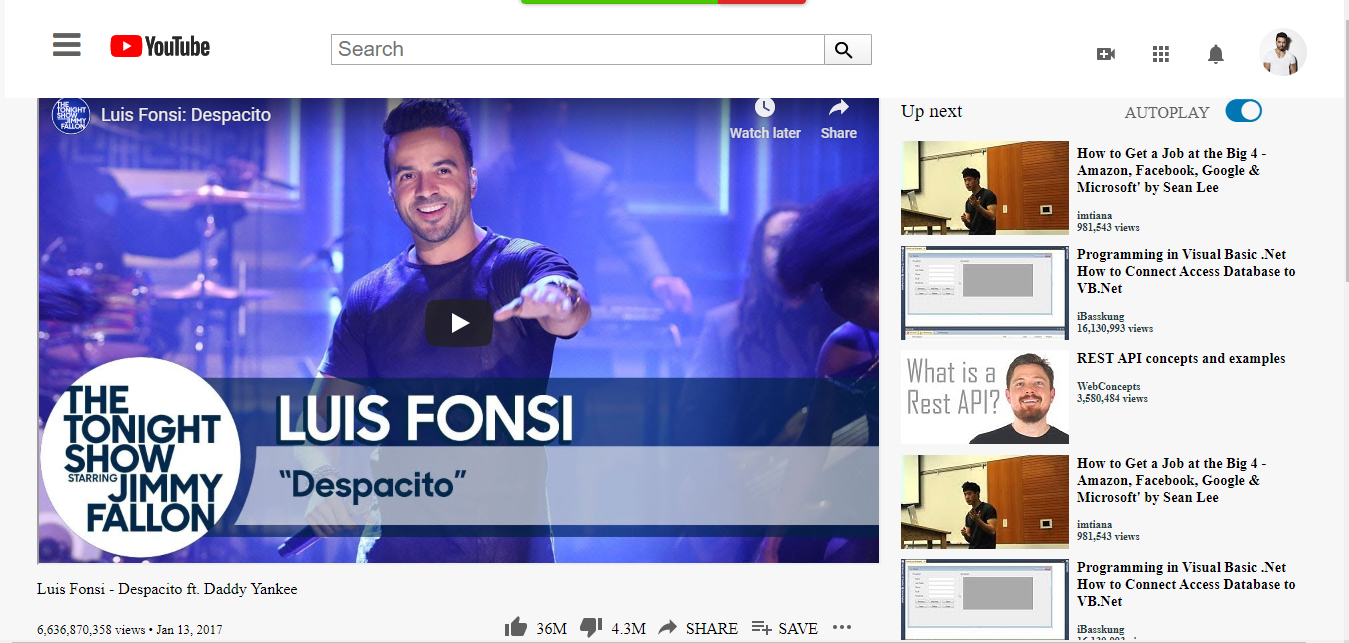 YouTube
Search
THE
TONIGHT
SHOW
JIMMY
FALLON
Luis Fonsi: Despacito
Watch later
Share
LUIS FONSI
“Despacito”
THE
TONIGHT
SHOW
STARRING
JIMMY
FALLON
Luis Fonsi - Despacito ft. Daddy Yankee
6,636,870,358 views • Jan 13, 2017
36M 4.3M SHARE SAVE
Up next
AUTOPLAY
How to Get a Job at the Big 4 -
Amazon, Facebook, Google &
Microsoft' by Sean Lee
imtiana
981,543 views
Programming in Visual Basic .Net
How to Connect Access Database to
VB.Net
iBasskung
16,130,993 views
What is a
Rest API?
REST API concepts and examples
WebConcepts
3,580,484 views
How to Get a Job at the Big 4 -
Amazon, Facebook, Google &
Microsoft' by Sean Lee
imtiana
981,543 views
Programming in Visual Basic .Net
How to Connect Access Database to
VB.Net
iBasskung